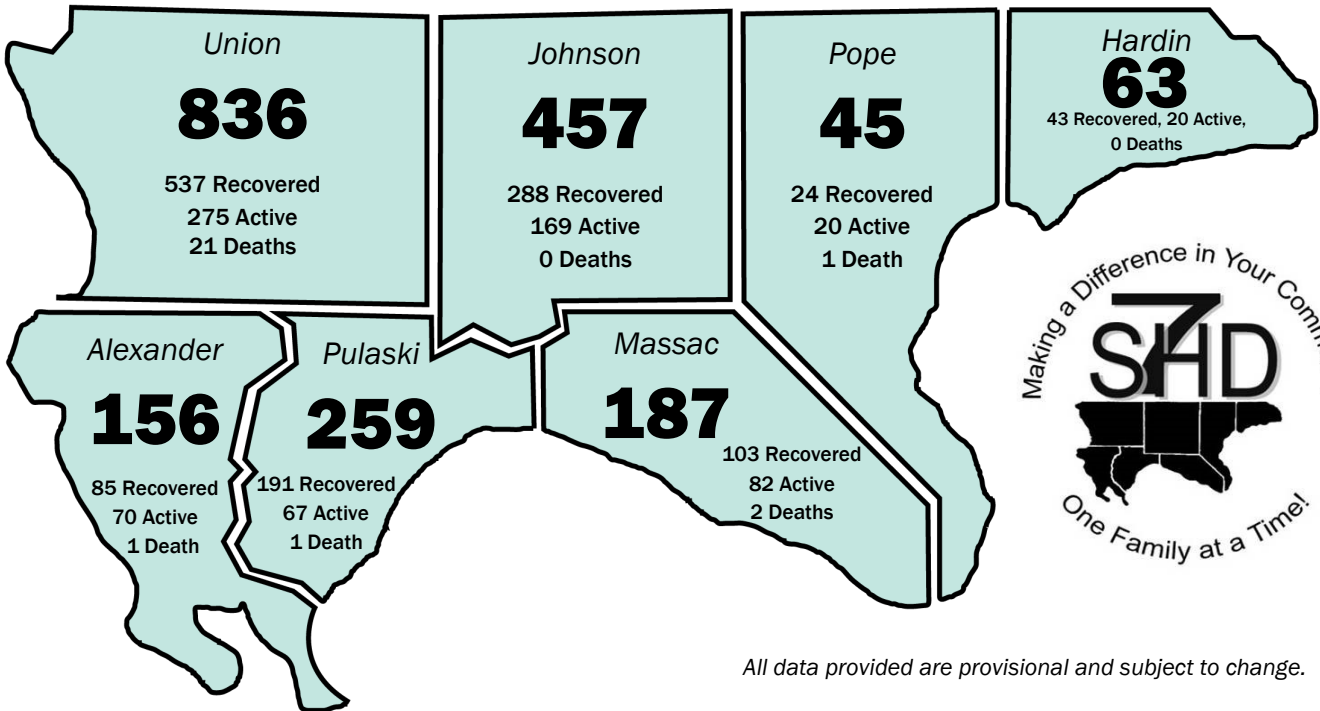 Union
836
537 Recovered
275 Active
21 Deaths
Johnson
457
288 Recovered
169 Active
0 Deaths
Pope
45
24 Recovered
20 Active
1 Death
Hardin
63
43 Recovered, 20 Active,
0 Deaths
Alexander
156
85 Recovered
70 Active
1 Death
Pulaski
259
191 Recovered
67 Active
1 Death
Massac
187
103 Recovered
82 Active
2 Deaths
Making a Difference in Your
S7HD
One Family at a Time!
All data provided are provisional and subject to change.